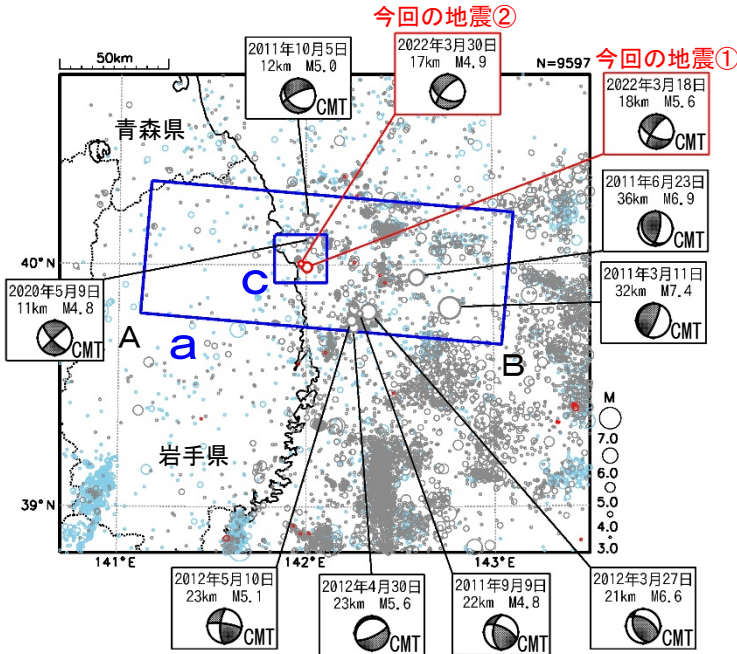 今回の地震②
今回の地震①
50km
N=9597
2011年10月5日
12km M5.0
CMT
2022年3月30日
17km M4.9
2022年3月18日
18km M5.6
CMT
青森県
2011年6月23日
36km M6.9
CMT
40°N
c
2020年5月9日
11km M4.8
CMT
2011年3月11日
32km M7.4
CMT
A
a
B
M
7.0
6.0
5.0
4.0
3.0
岩手県
39°N
141°E
142°E
143°E
2012年5月10日
23km M5.1
CMT
2012年4月30日
23km M5.6
CMT
2011年9月9日
22km M4.8
CMT
2012年3月27日
21km M6.6
CMT